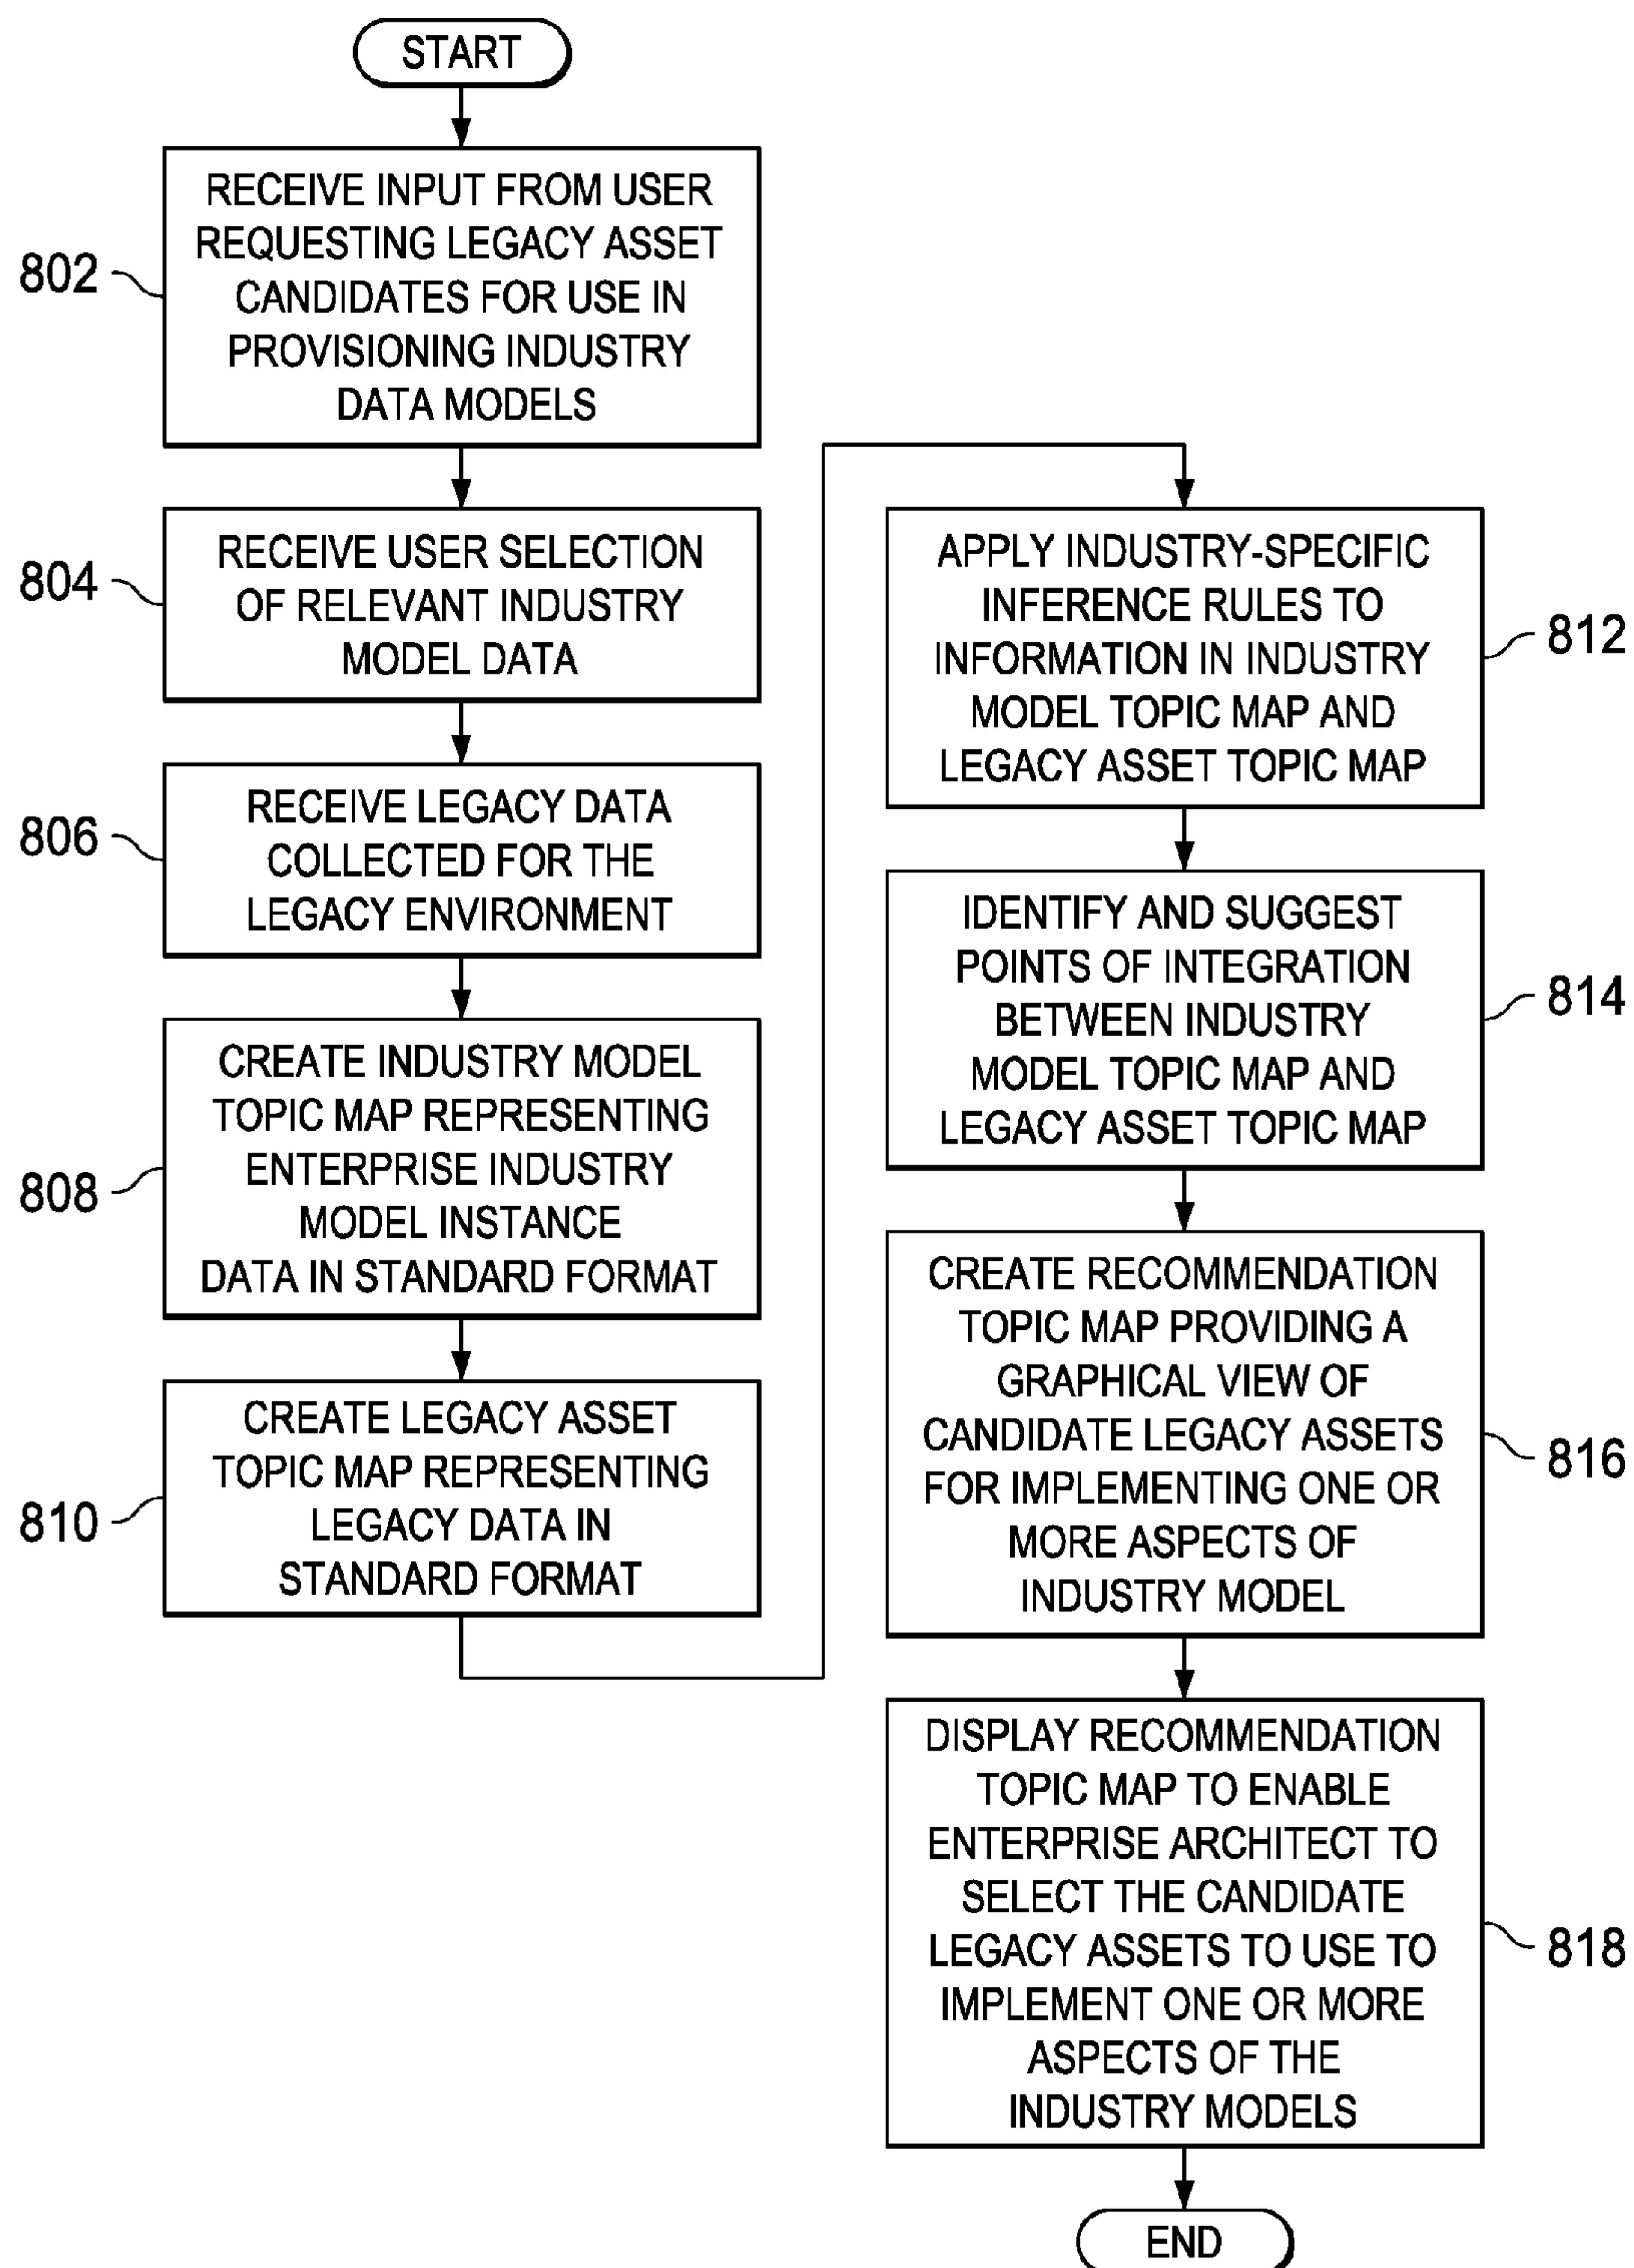 START
802
RECEIVE INPUT FROM USER
REQUESTING LEGACY ASSET
CANDIDATES FOR USE IN
PROVISIONING INDUSTRY
DATA MODELS
804
RECEIVE USER SELECTION
OF RELEVANT INDUSTRY
MODEL DATA
806
RECEIVE LEGACY DATA
COLLECTED FOR THE
LEGACY ENVIRONMENT
808
CREATE INDUSTRY MODEL
TOPIC MAP REPRESENTING
ENTERPRISE INDUSTRY
MODEL INSTANCE
DATA IN STANDARD FORMAT
810
CREATE LEGACY ASSET
TOPIC MAP REPRESENTING
LEGACY DATA IN
STANDARD FORMAT
APPLY INDUSTRY-SPECIFIC
INFERENCE RULES TO
INFORMATION IN INDUSTRY
MODEL TOPIC MAP AND
LEGACY ASSET TOPIC MAP
812
IDENTIFY AND SUGGEST
POINTS OF INTEGRATION
BETWEEN INDUSTRY
MODEL TOPIC MAP AND
LEGACY ASSET TOPIC MAP
814
CREATE RECOMMENDATION
TOPIC MAP PROVIDING A
GRAPHICAL VIEW OF
CANDIDATE LEGACY ASSETS
FOR IMPLEMENTING ONE OR
MORE ASPECTS OF
INDUSTRY MODEL
816
DISPLAY RECOMMENDATION
TOPIC MAP TO ENABLE
ENTERPRISE ARCHITECT TO
SELECT THE CANDIDATE
LEGACY ASSETS TO USE TO
IMPLEMENT ONE OR MORE
ASPECTS OF THE
INDUSTRY MODELS
818
END